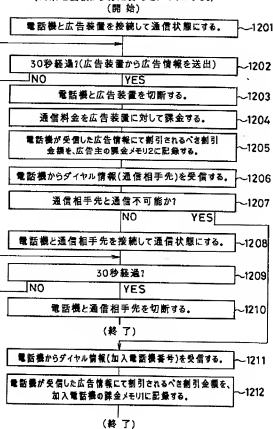 (開 始)
電話機と広告装置を接続して通信状態にする。
1201
30秒経過?(広告装置から広告情報を送出)
1202
NO
YES
電話機と広告装置を切断する。
1203
通信料金を広告装置に対して課金する。
1204
電話機が受信した広告情報にて割引されるべき割引
金額を、広告主の課金メモリ2に記録する。
1205
電話機からダイヤル情報(通信相手先)を受信する。
1206
通信相手先と通信不可能か?
1207
NO
YES
電話機と通信相手先を接続して通信状態にする。
1208
30秒経過?
1209
NO
YES
電話機と通信相手先を切断する。
1210
(終 了)
電話機からダイヤル情報(加入電話機番号)を受信する。
1211
電話機が受信した広告情報にて割引されるべき割引金額を、
加入電話機の課金メモリ1に記録する。
1212
(終 了)